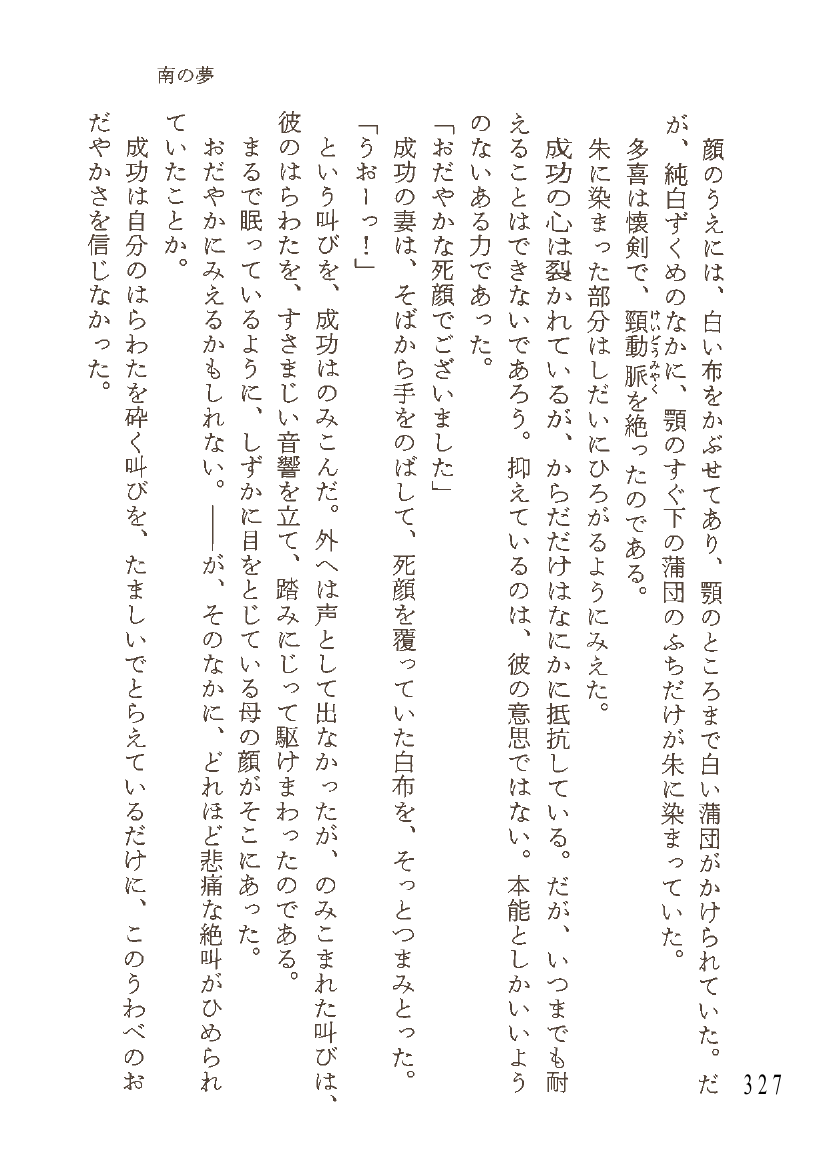 南の夢
顔のうえには、白い布をかぶせてあり、顎のところまで白い蒲団がかけられていた。だ
が、純白ずくめのなかに、顎のすぐ下の蒲団のふちだけが朱に染まっていた。
多喜は懐剣で、頸動脈を絶ったのである。
けいどうみやく
朱に染まった部分はしだいにひろがるようにみえた。
成功の心は裂かれているが、からだだけはなにかに抵抗している。だが、いつまでも耐
えることはできないであろう。抑えているのは、彼の意思ではない。本能としかいいよう
のないある力であった。
「おだやかな死顔でございました」
成功の妻は、そばから手をのばして、死顔を覆っていた白布を、そっとつまみとった。
「うおーっ！」
という叫びを、成功はのみこんだ。外へは声として出なかったが、のみこまれた叫びは、
彼のはらわたを、すさまじい音響を立て、踏みにじって駆けまわったのである。
まるで眠っているように、しずかに目をとじている母の顔がそこにあった。
おだやかにみえるかもしれない。――が、そのなかに、どれほど悲痛な絶叫がひめられ
ていたことか。
成功は自分のはらわたを砕く叫びを、たましいでとらえているだけに、このうわべのお
だやかさを信じなかった。
327